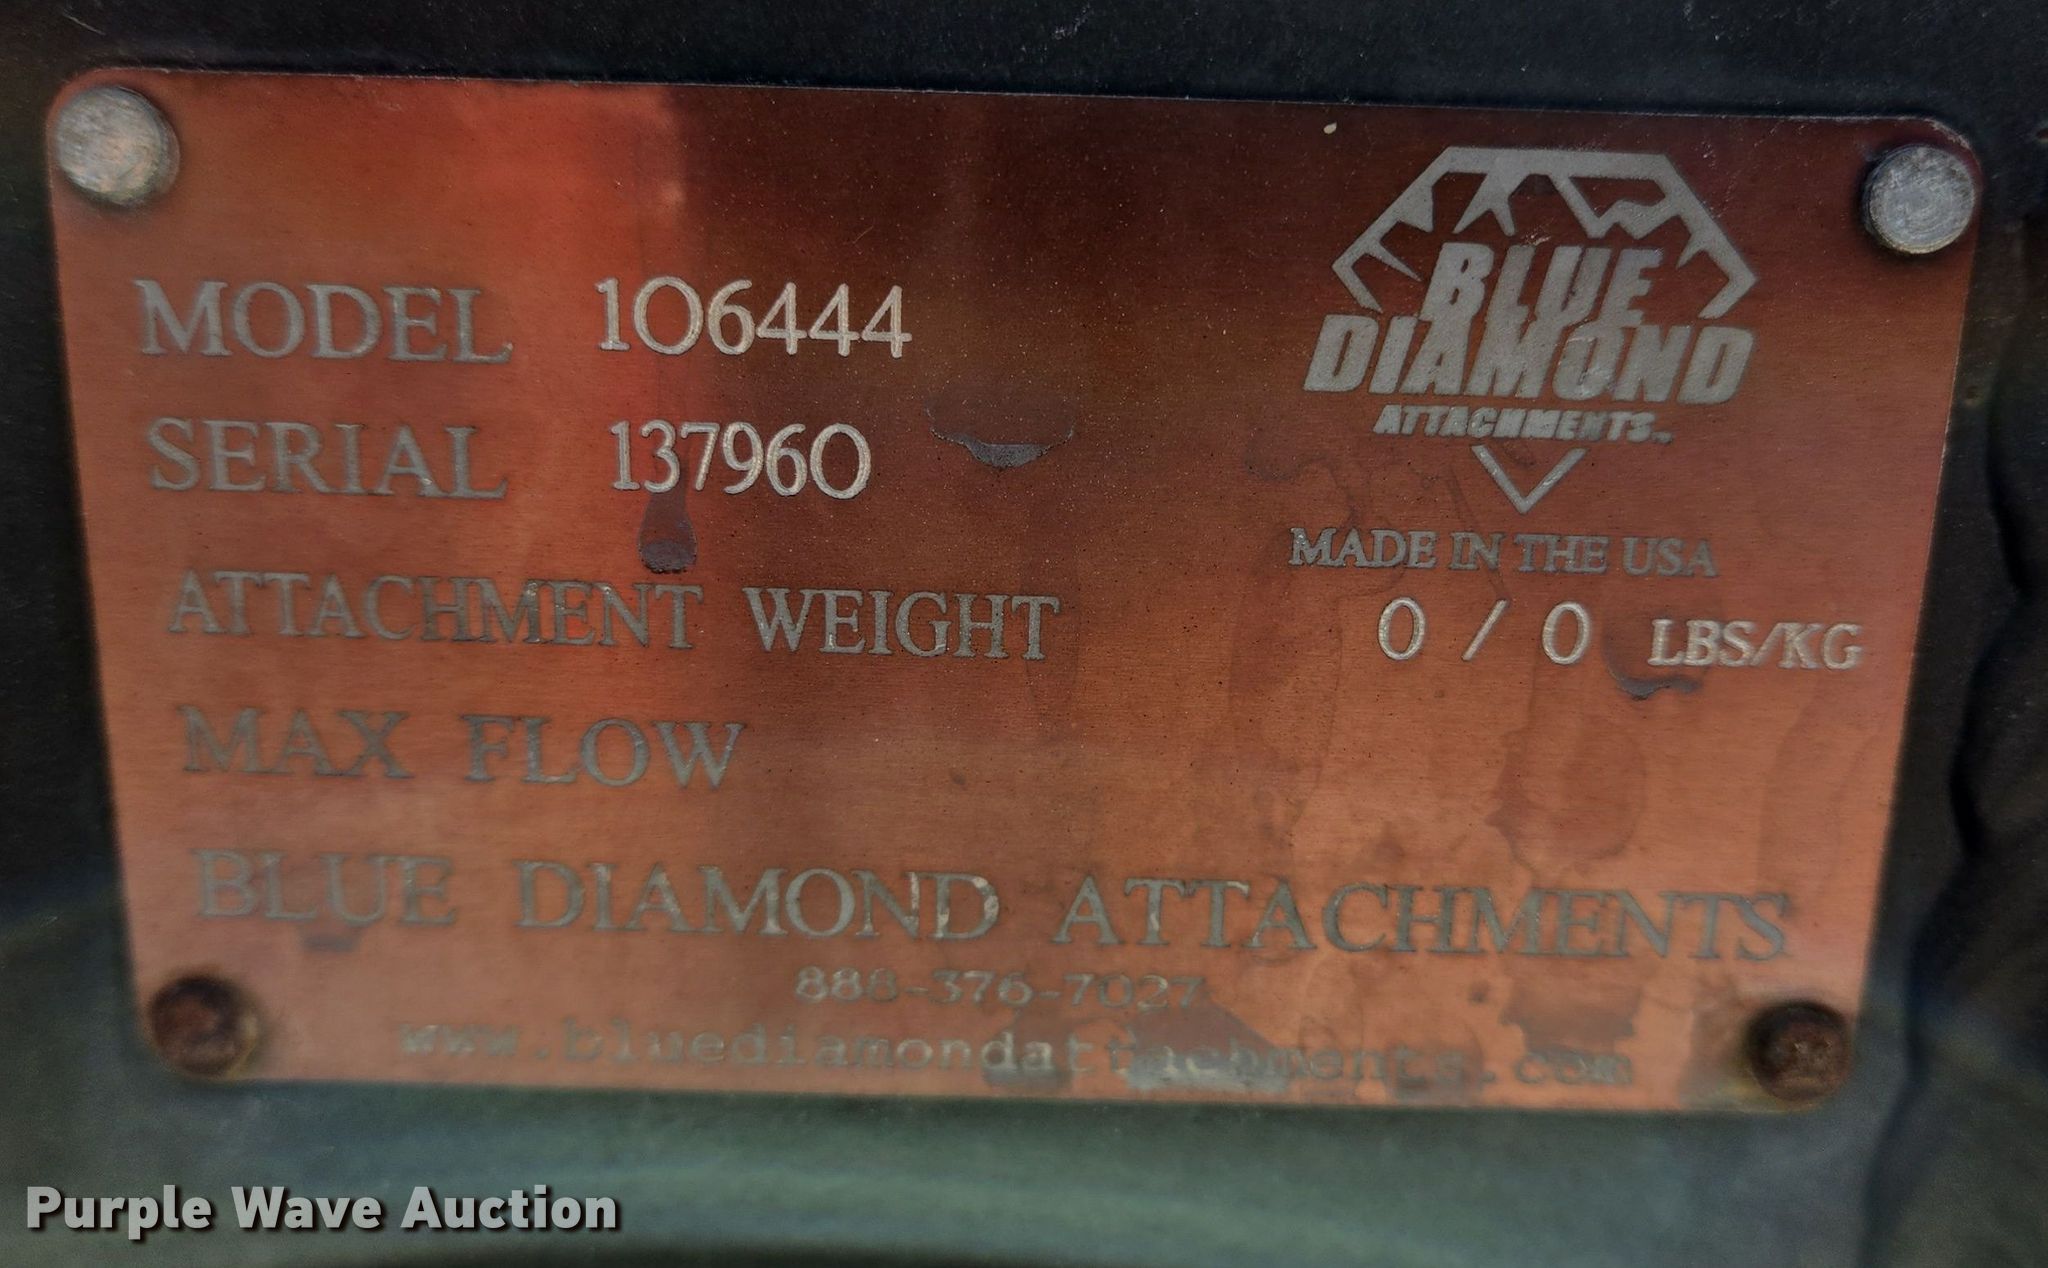 MODEL 106444
BLUE
DIAMOND
ATTACHMENTS
SERIAL 137960
MADE IN THE USA
ATTACHMENT WEIGHT 0 / 0 LBS/KG
MAX FLOW
BLUE DIAMOND ATTACHMENTS
888-376-7027
www.bluediamondattachments.com
Purple Wave Auction